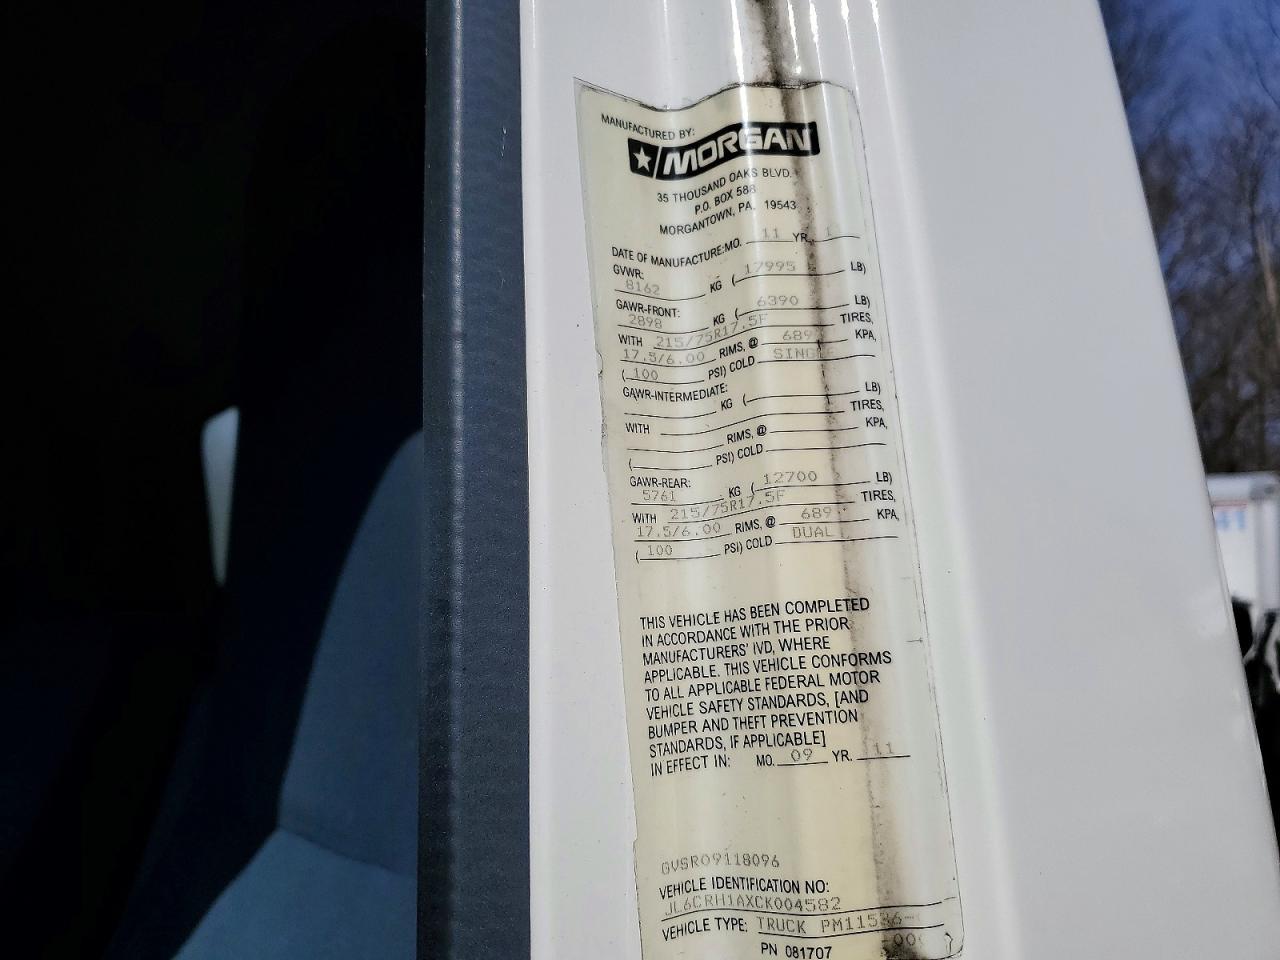 MANUFACTURED BY:
MORGAN
35 THOUSAND OAKS BLVD.
P.O. BOX 588
MORGANTOWN, PA. 19543
DATE OF MANUFACTURE: MO. 11 YR. 1
GVWR:
8162 KG (17995 LB)
GAWR-FRONT:
2898 KG (6390 LB)
WITH 215/75R17.5F TIRES,
17.5/6.00 RIMS, @ 689 KPA,
(100 PSI) COLD SINGLE
GAWR-INTERMEDIATE:
KG ( LB)
WITH TIRES,
RIMS, @ KPA,
( PSI) COLD
GAWR-REAR:
5761 KG (12700 LB)
WITH 215/75R17.5F TIRES,
17.5/6.00 RIMS, @ 689 KPA,
(100 PSI) COLD DUAL
THIS VEHICLE HAS BEEN COMPLETED
IN ACCORDANCE WITH THE PRIOR
MANUFACTURERS' IVD, WHERE
APPLICABLE. THIS VEHICLE CONFORMS
TO ALL APPLICABLE FEDERAL MOTOR
VEHICLE SAFETY STANDARDS, [AND
BUMPER AND THEFT PREVENTION
STANDARDS, IF APPLICABLE]
IN EFFECT IN: MO. 09 YR. 11
GVSRO9118096
VEHICLE IDENTIFICATION NO:
JL6CRH1AXCK004582
VEHICLE TYPE: TRUCK
PN 081707